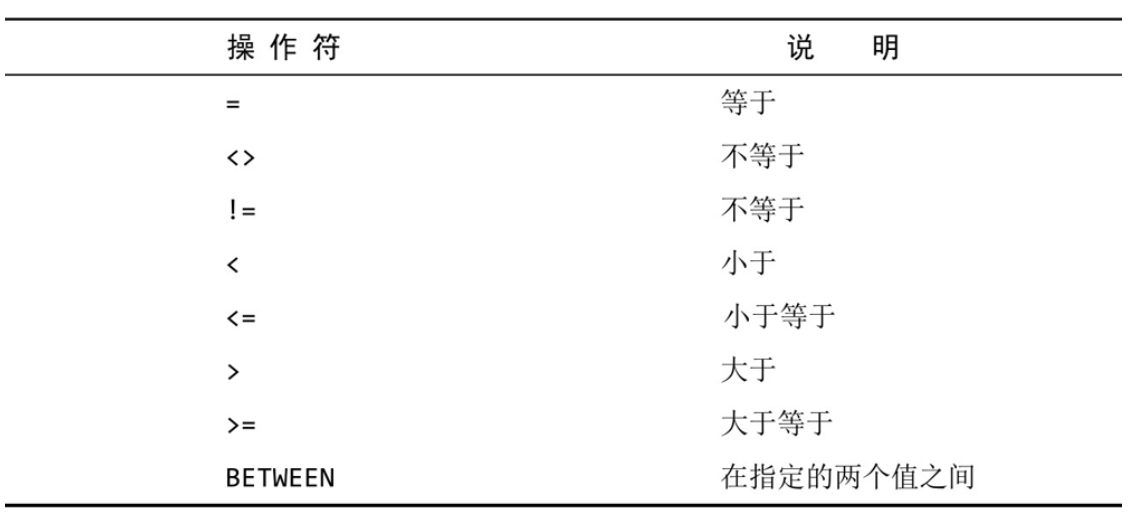 操作符 说 明
= 等于
<> 不等于
!= 不等于
< 小于
<= 小于等于
> 大于
>= 大于等于
BETWEEN 在指定的两个值之间